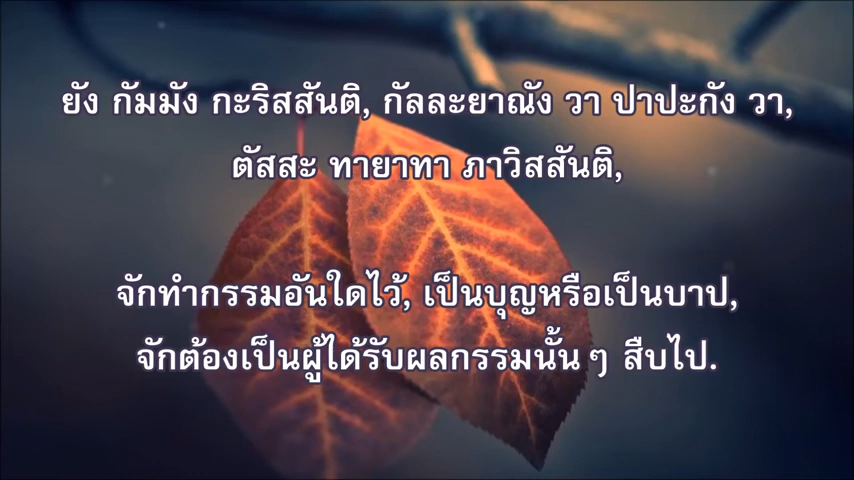 ยัง กัมมัง กะริสสันติ, กัลละยาณัง วา ปาปะกัง วา,
ตัสสะ ทายาทา ภาวิสสันติ,
จักทำกรรมอันใดไว้, เป็นบุญหรือเป็นบาป,
จักต้องเป็นผู้ได้รับผลกรรมนั้น ๆ สืบไป.